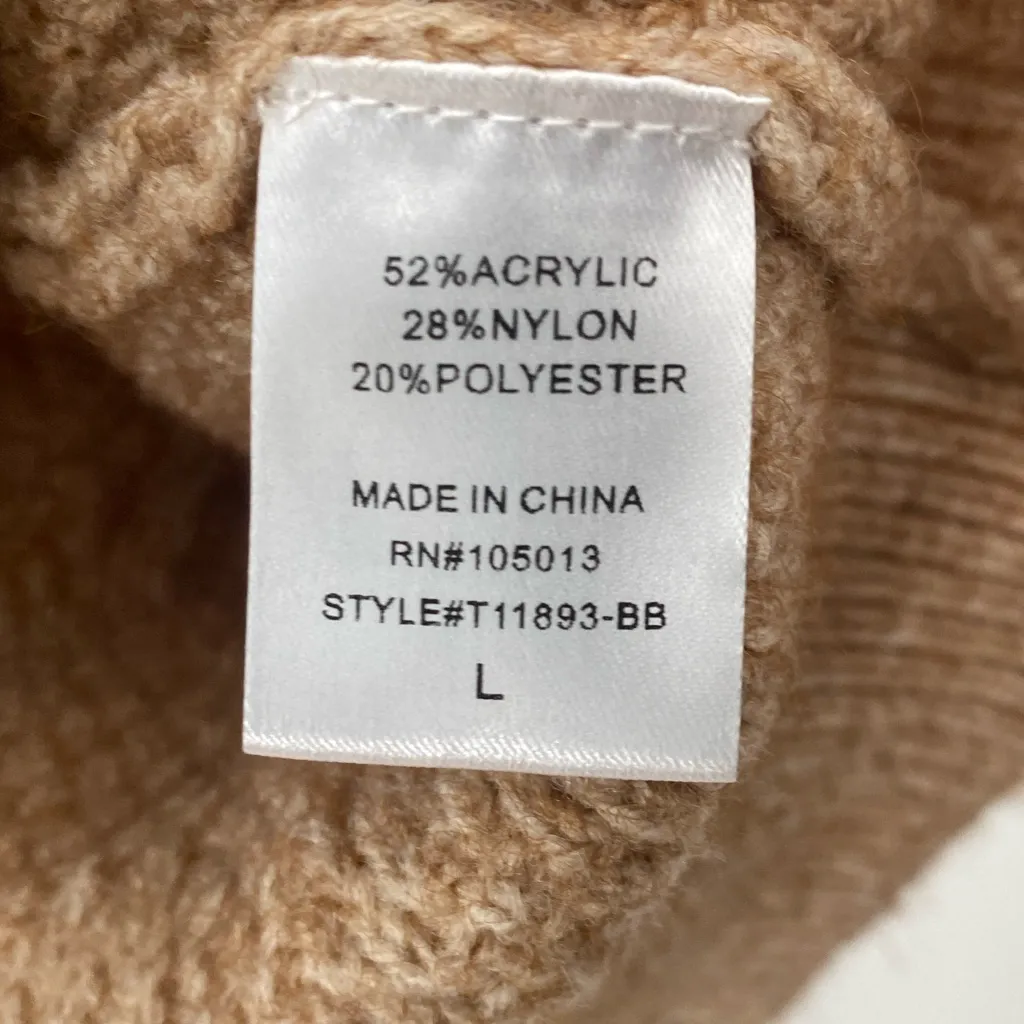 52%ACRYLIC
28%NYLON
20%POLYESTER
MADE IN CHINA
RN#105013
STYLE#T11893-BB
L